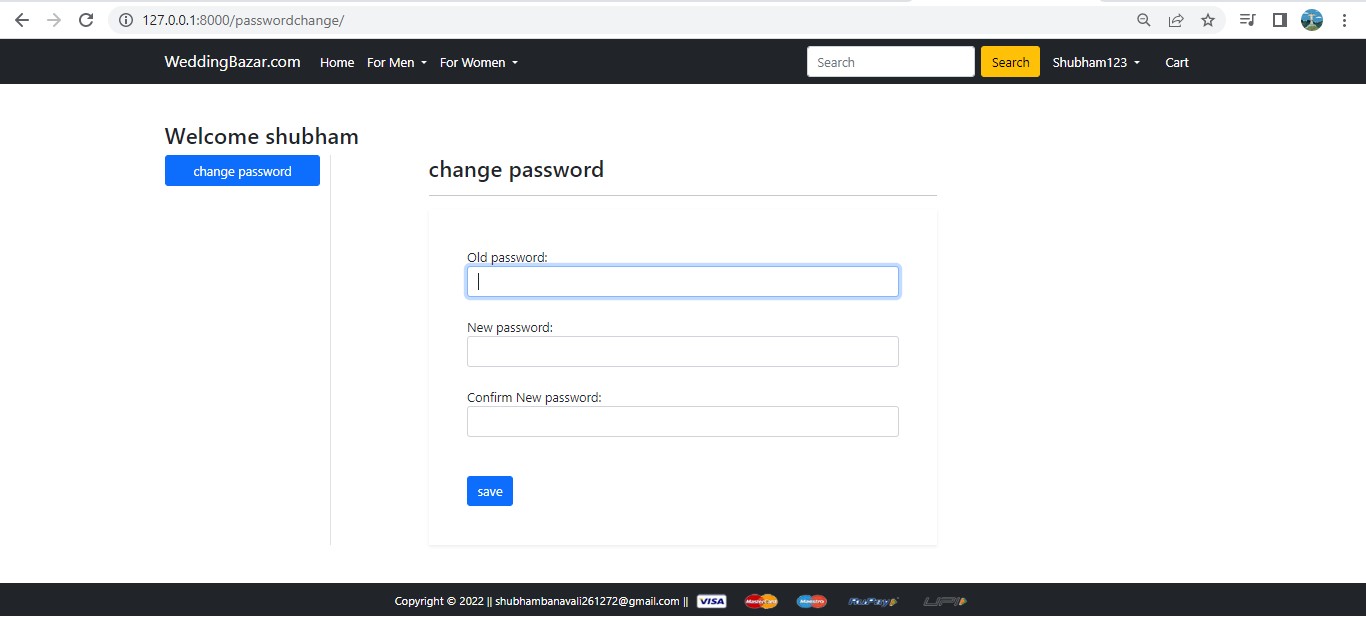 127.0.0.1:8000/passwordchange/
WeddingBazar.com Home For Men For Women Search Search Shubham123 Cart
Welcome shubham
change password
change password
Old password:
New password:
Confirm New password:
save
Copyright © 2022 || shubhambanavali261272@gmail.com || VISA MasterCard Maestro RuPay UPI